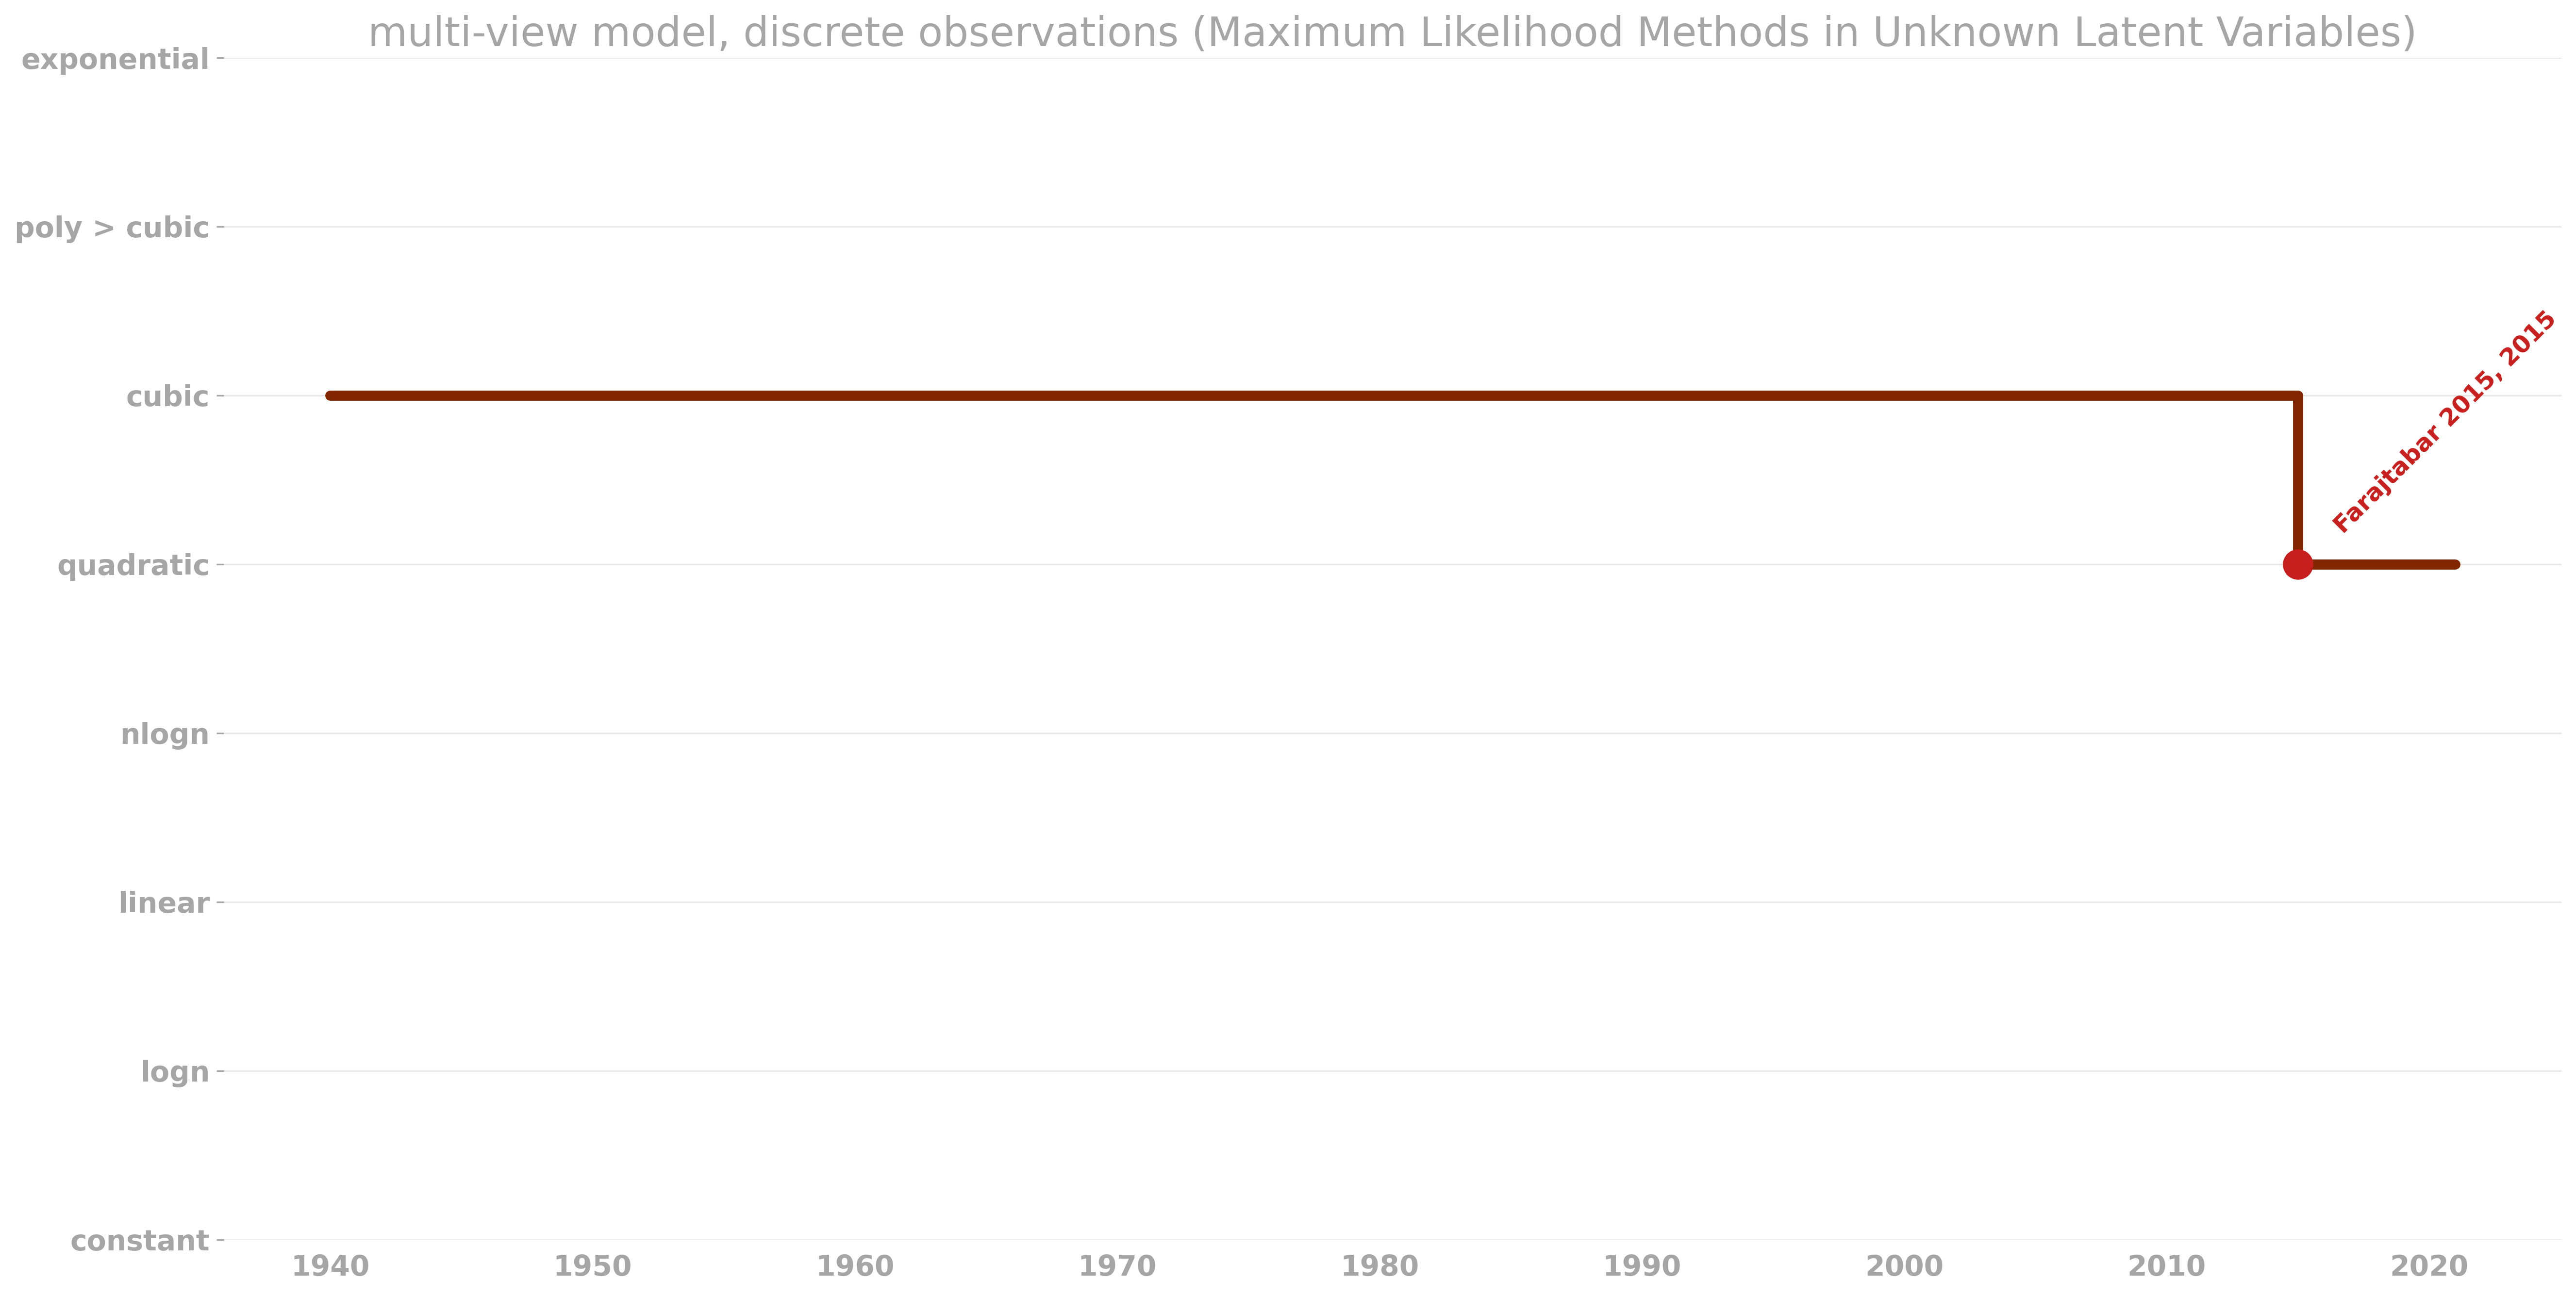 multi-view model, discrete observations (Maximum Likelihood Methods in Unknown Latent Variables)
exponential
poly > cubic
cubic
quadratic
nlogn
linear
logn
constant
Farajtabar 2015, 2015
1940 1950 1960 1970 1980 1990 2000 2010 2020